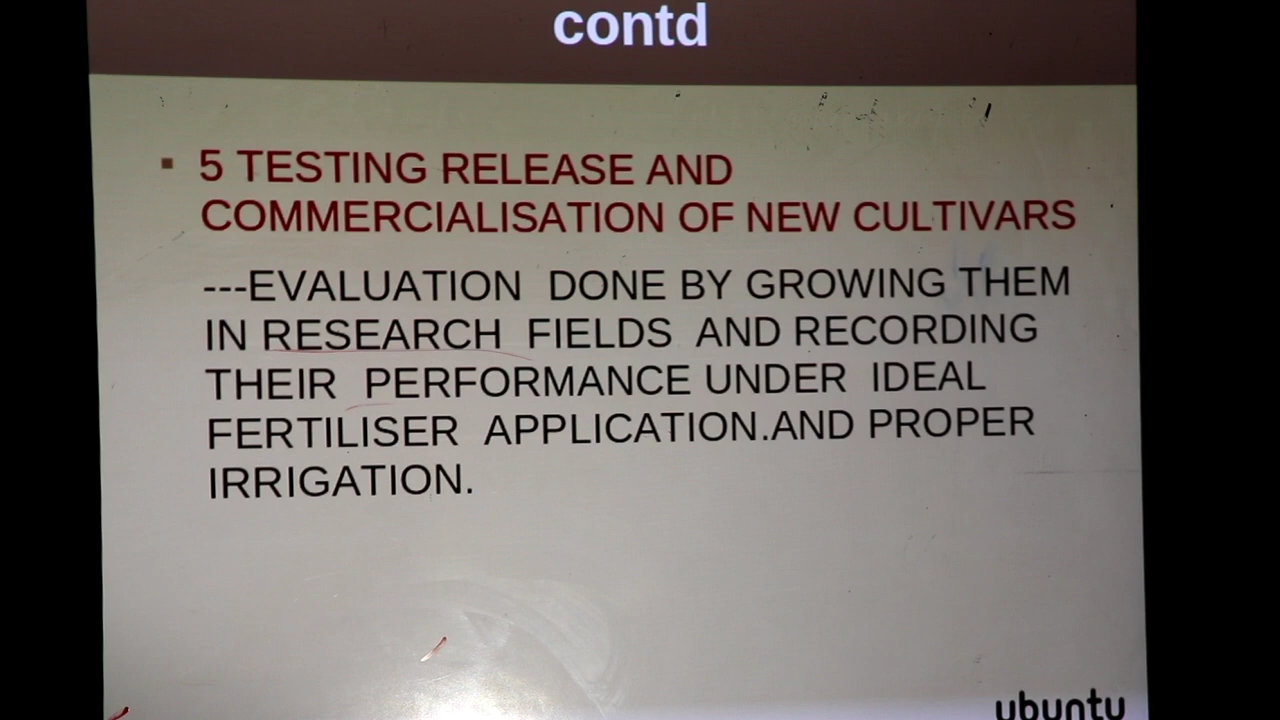 contd
5 TESTING RELEASE AND
COMMERCIALISATION OF NEW CULTIVARS
---EVALUATION DONE BY GROWING THEM
IN RESEARCH FIELDS AND RECORDING
THEIR PERFORMANCE UNDER IDEAL
FERTILISER APPLICATION.AND PROPER
IRRIGATION.
ubuntu